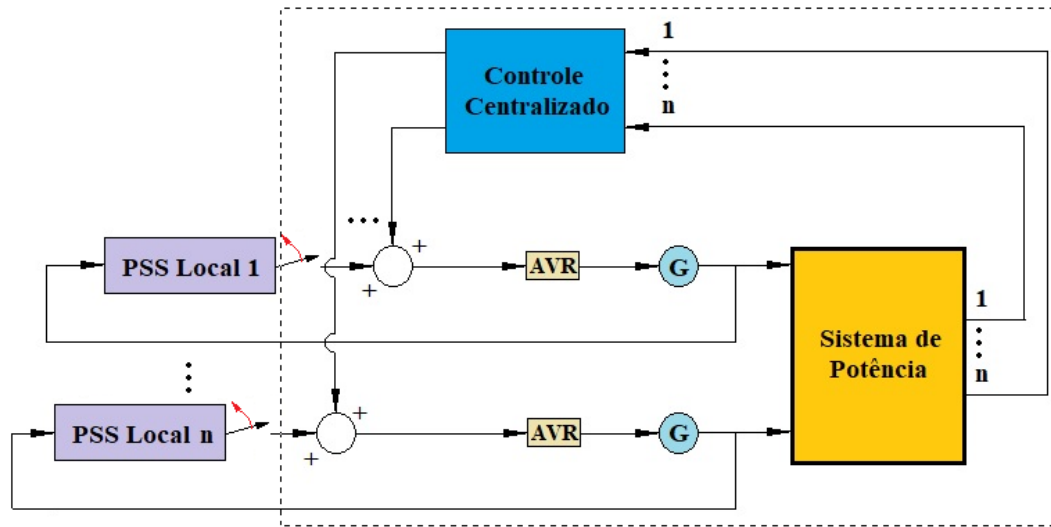 1
Controle
Centralizado
n
+
PSS Local 1
+
AVR
G
1
Sistema de
Potência
n
+
PSS Local n
+
AVR
G